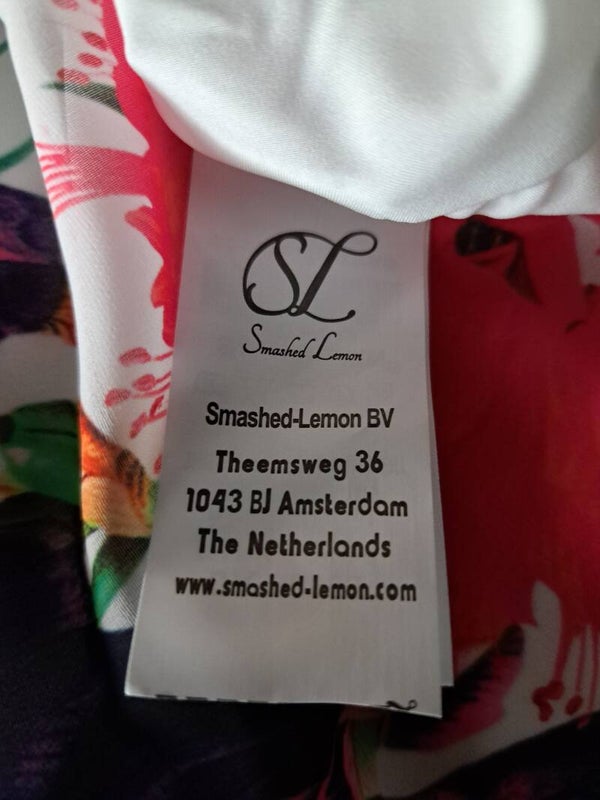 SL
Smashed Lemon
Smashed-Lemon BV
Theemsweg 36
1043 BJ Amsterdam
The Netherlands
www.smashed-lemon.com